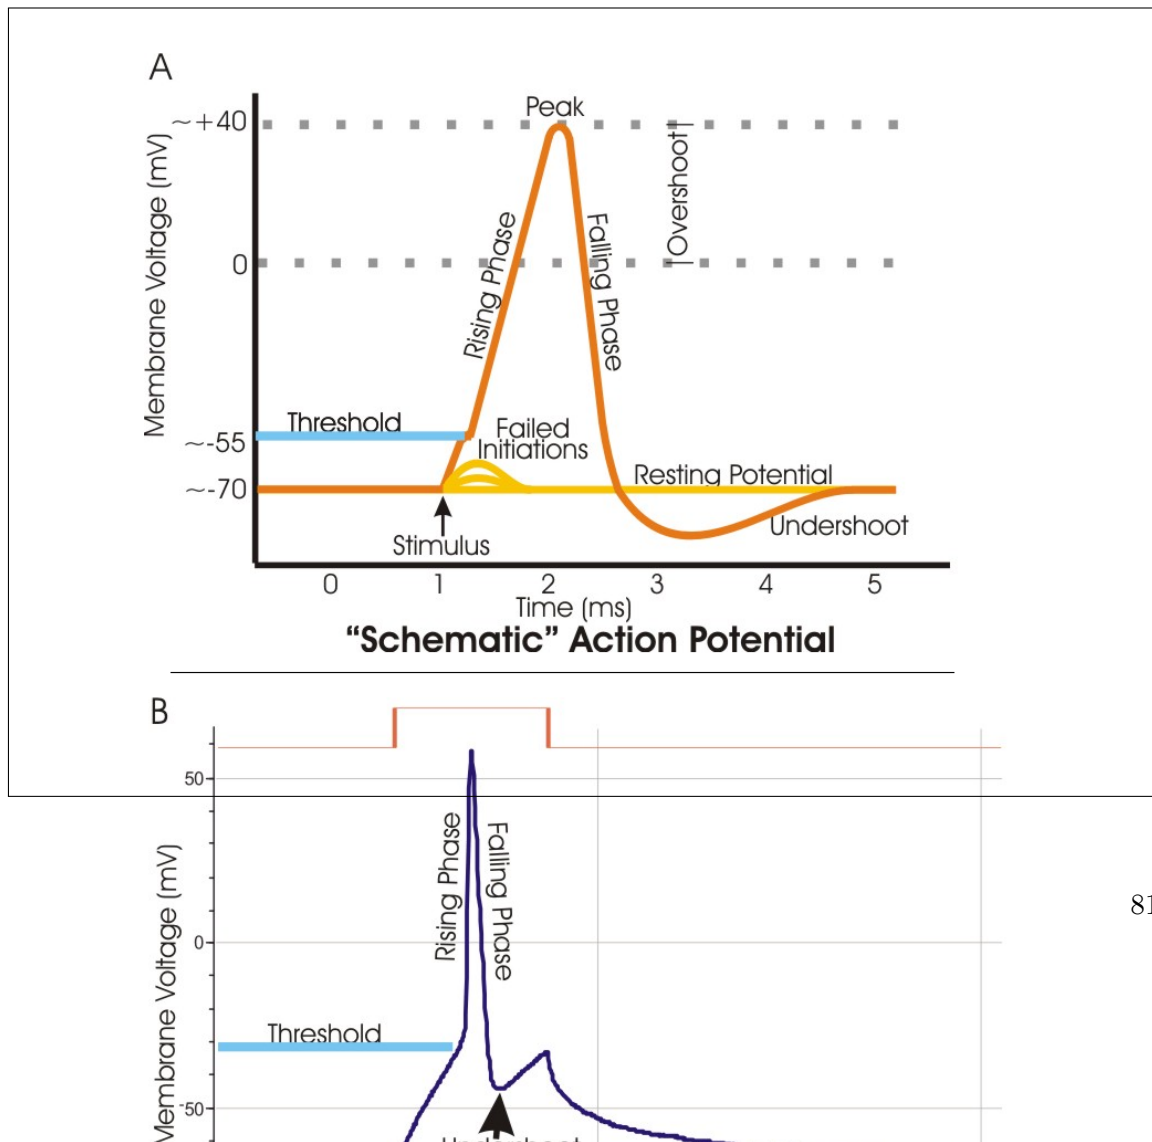 A
Peak
~+40
|Overshoot|
Membrane Voltage (mV)
Rising Phase
Falling Phase
0
Threshold
Failed
Initiations
~-55
Resting Potential
~-70
Undershoot
Stimulus
0 1 2 3 4 5
Time (ms)
“Schematic” Action Potential
B
50
Rising Phase
Falling Phase
81
Membrane Voltage (mV)
0
Threshold
-50